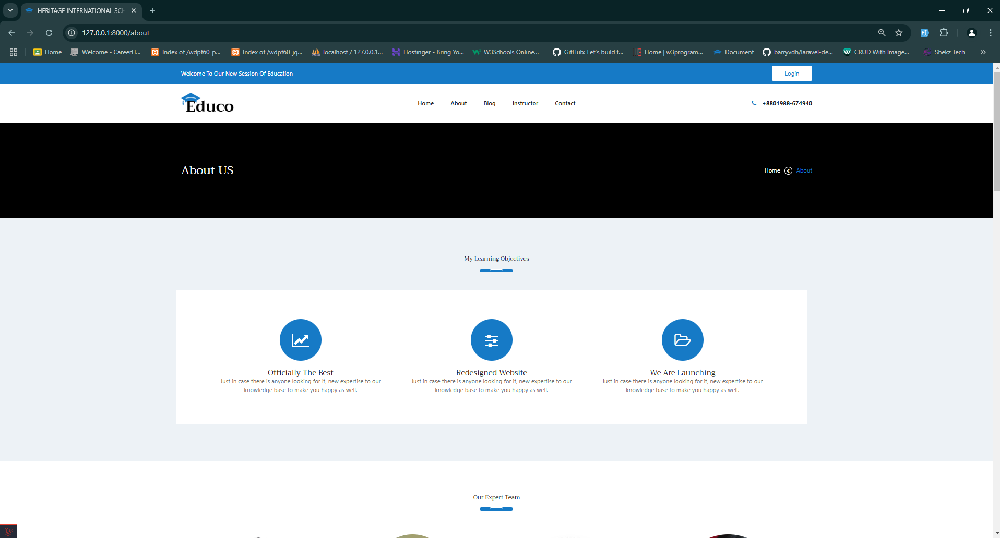 HERITAGE INTERNATIONAL SCH
127.0.0.1:8000/about
Home
Welcome - CareerH...
Index of /wdpf60_p...
Index of /wdpf60_jq...
localhost / 127.0.0.1...
Hostinger - Bring Yo...
W3Schools Online...
GitHub: Let's build f...
Home | w3program...
Document
barryvdh/laravel-de...
CRUD With Image...
Shekz Tech
Welcome To Our New Session Of Education
Login
Educo
Home
About
Blog
Instructor
Contact
+8801988-674940
About US
Home
About
My Learning Objectives
Officially The Best
Just in case there is anyone looking for it, new expertise to our
knowledge base to make you happy as well.
Redesigned Website
Just in case there is anyone looking for it, new expertise to our
knowledge base to make you happy as well.
We Are Launching
Just in case there is anyone looking for it, new expertise to our
knowledge base to make you happy as well.
Our Expert Team